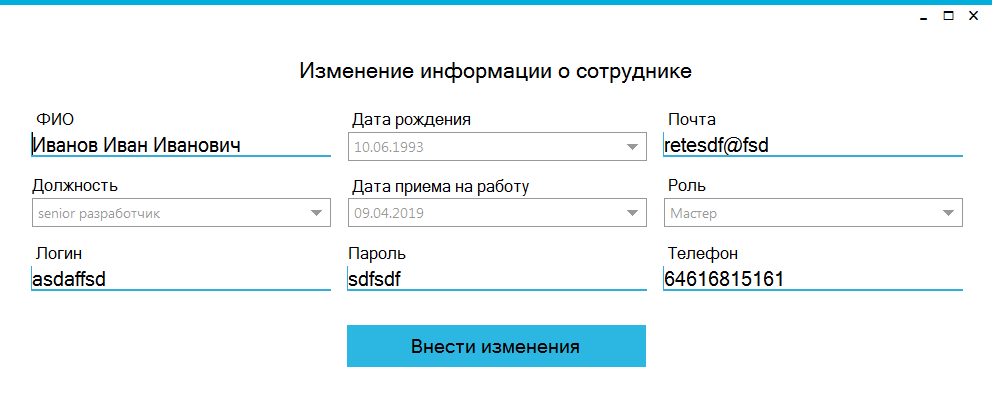 Изменение информации о сотруднике
ФИО Дата рождения Почта
Иванов Иван Иванович 10.06.1993 retesdf@fsd
Должность Дата приема на работу Роль
senior разработчик 09.04.2019 Мастер
Логин Пароль Телефон
asdaffsd sdfsdf 64616815161
Внести изменения